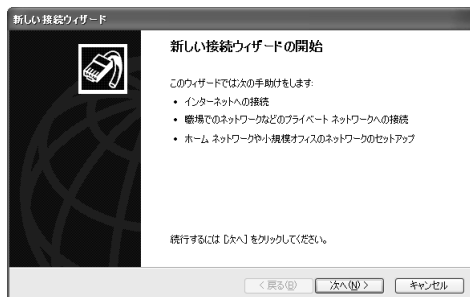 新しい接続ウィザード
新しい接続ウィザードの開始
このウィザードでは次の手助けをします:
• インターネットへの接続
• 職場でのネットワークなどのプライベート ネットワークへの接続
• ホーム ネットワークや小規模オフィスのネットワークのセットアップ
続行するには [次へ] をクリックしてください。
< 戻る(B) 次へ(N) > キャンセル